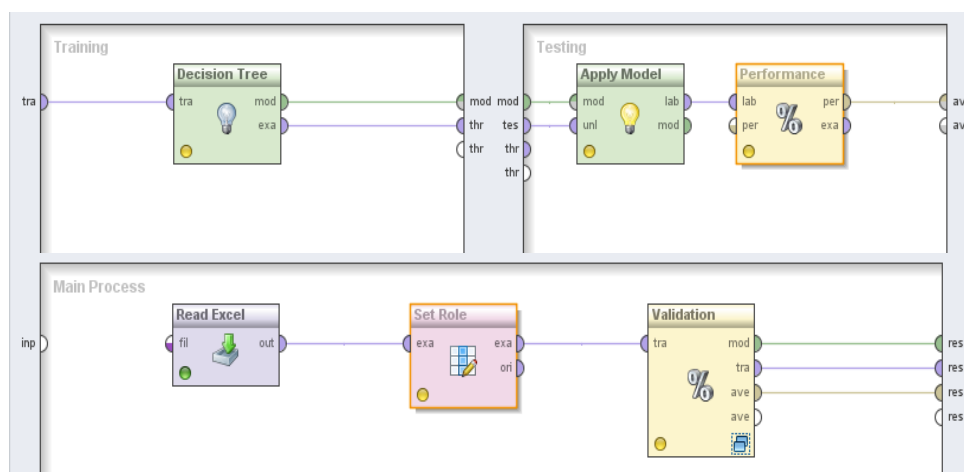 Training
Decision Tree
tra
tra
mod
exa
mod
thr
thr
Testing
Apply Model
Performance
mod
tes
thr
thr
mod
unl
lab
mod
lab
per
per
exa
av
av
Main Process
Read Excel
Set Role
Validation
inp
fil
out
exa
exa
ori
tra
mod
tra
ave
ave
res
res
res
res